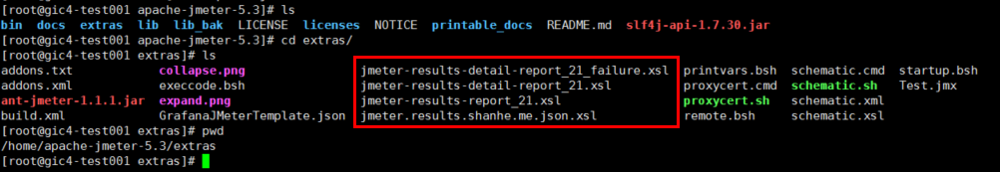 [root@gic4-test001 apache-jmeter-5.3]# ls
bin docs extras lib lib_bak LICENSE licenses NOTICE printable_docs README.md slf4j-api-1.7.30.jar
[root@gic4-test001 apache-jmeter-5.3]# cd extras/
[root@gic4-test001 extras]# ls
addons.txt collapse.png jmeter-results-detail-report_21_failure.xsl printvars.bsh schematic.cmd startup.bsh
addons.xml execcode.bsh jmeter-results-detail-report_21.xsl proxycert.cmd schematic.sh Test.jmx
ant-jmeter-1.1.1.jar expand.png jmeter-results-report_21.xsl proxycert.sh schematic.xml
build.xml GrafanaJMeterTemplate.json jmeter.results.shanhe.me.json.xsl remote.bsh schematic.xsl
[root@gic4-test001 extras]# pwd
/home/apache-jmeter-5.3/extras
[root@gic4-test001 extras]#